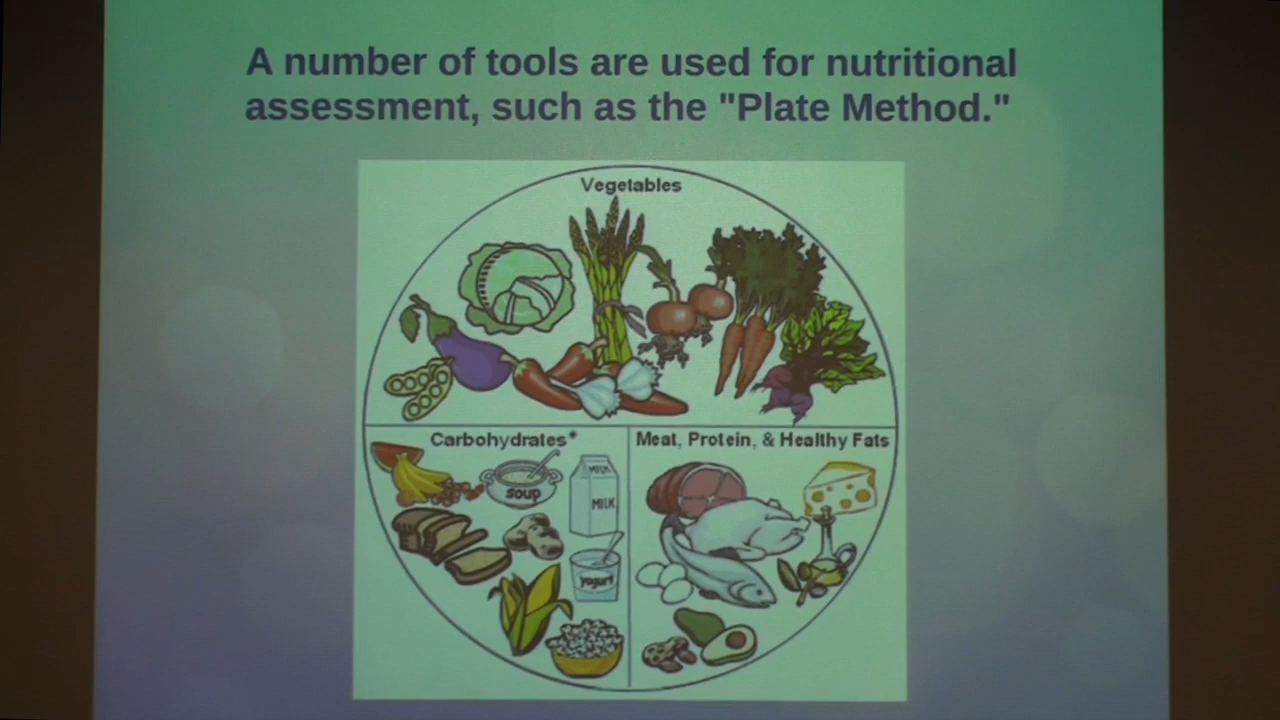 A number of tools are used for nutritional
assessment, such as the "Plate Method."
Vegetables
Carbohydrates*
Meat, Protein, & Healthy Fats
soup
MILK
MILK
yogurt